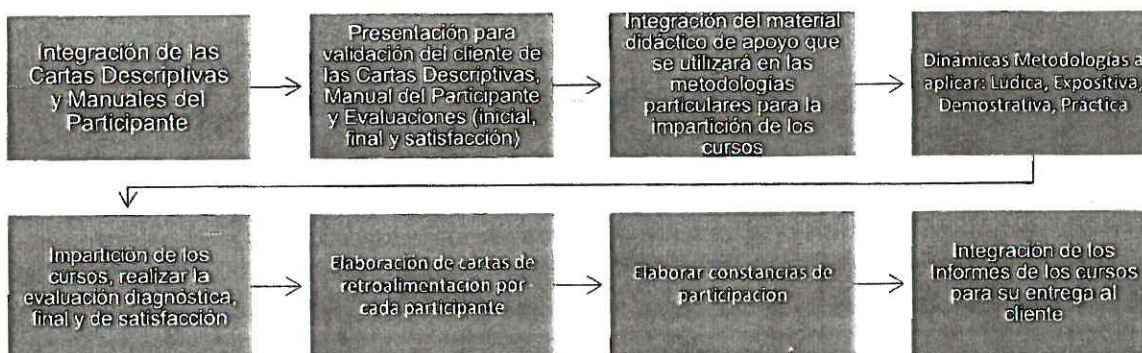 Integración de las
Cartas Descriptivas
y Manuales del
Participante
Presentación para
validación del cliente de
las Cartas Descriptivas,
Manual del Participante
y Evaluaciones (inicial,
final y satisfacción)
Integración del material
didáctico de apoyo que
se utilizará en las
metodologías
particulares para la
impartición de los
cursos
Dinámicas Metodologías a
aplicar: Lúdica, Expositiva,
Demostrativa, Práctica
Impartición de los
cursos, realizar la
evaluación diagnóstica,
final y de satisfacción
Elaboración de cartas de
retroalimentación por
cada participante
Elaborar constancias de
participacion
Integración de los
Informes de los cursos
para su entrega al
cliente